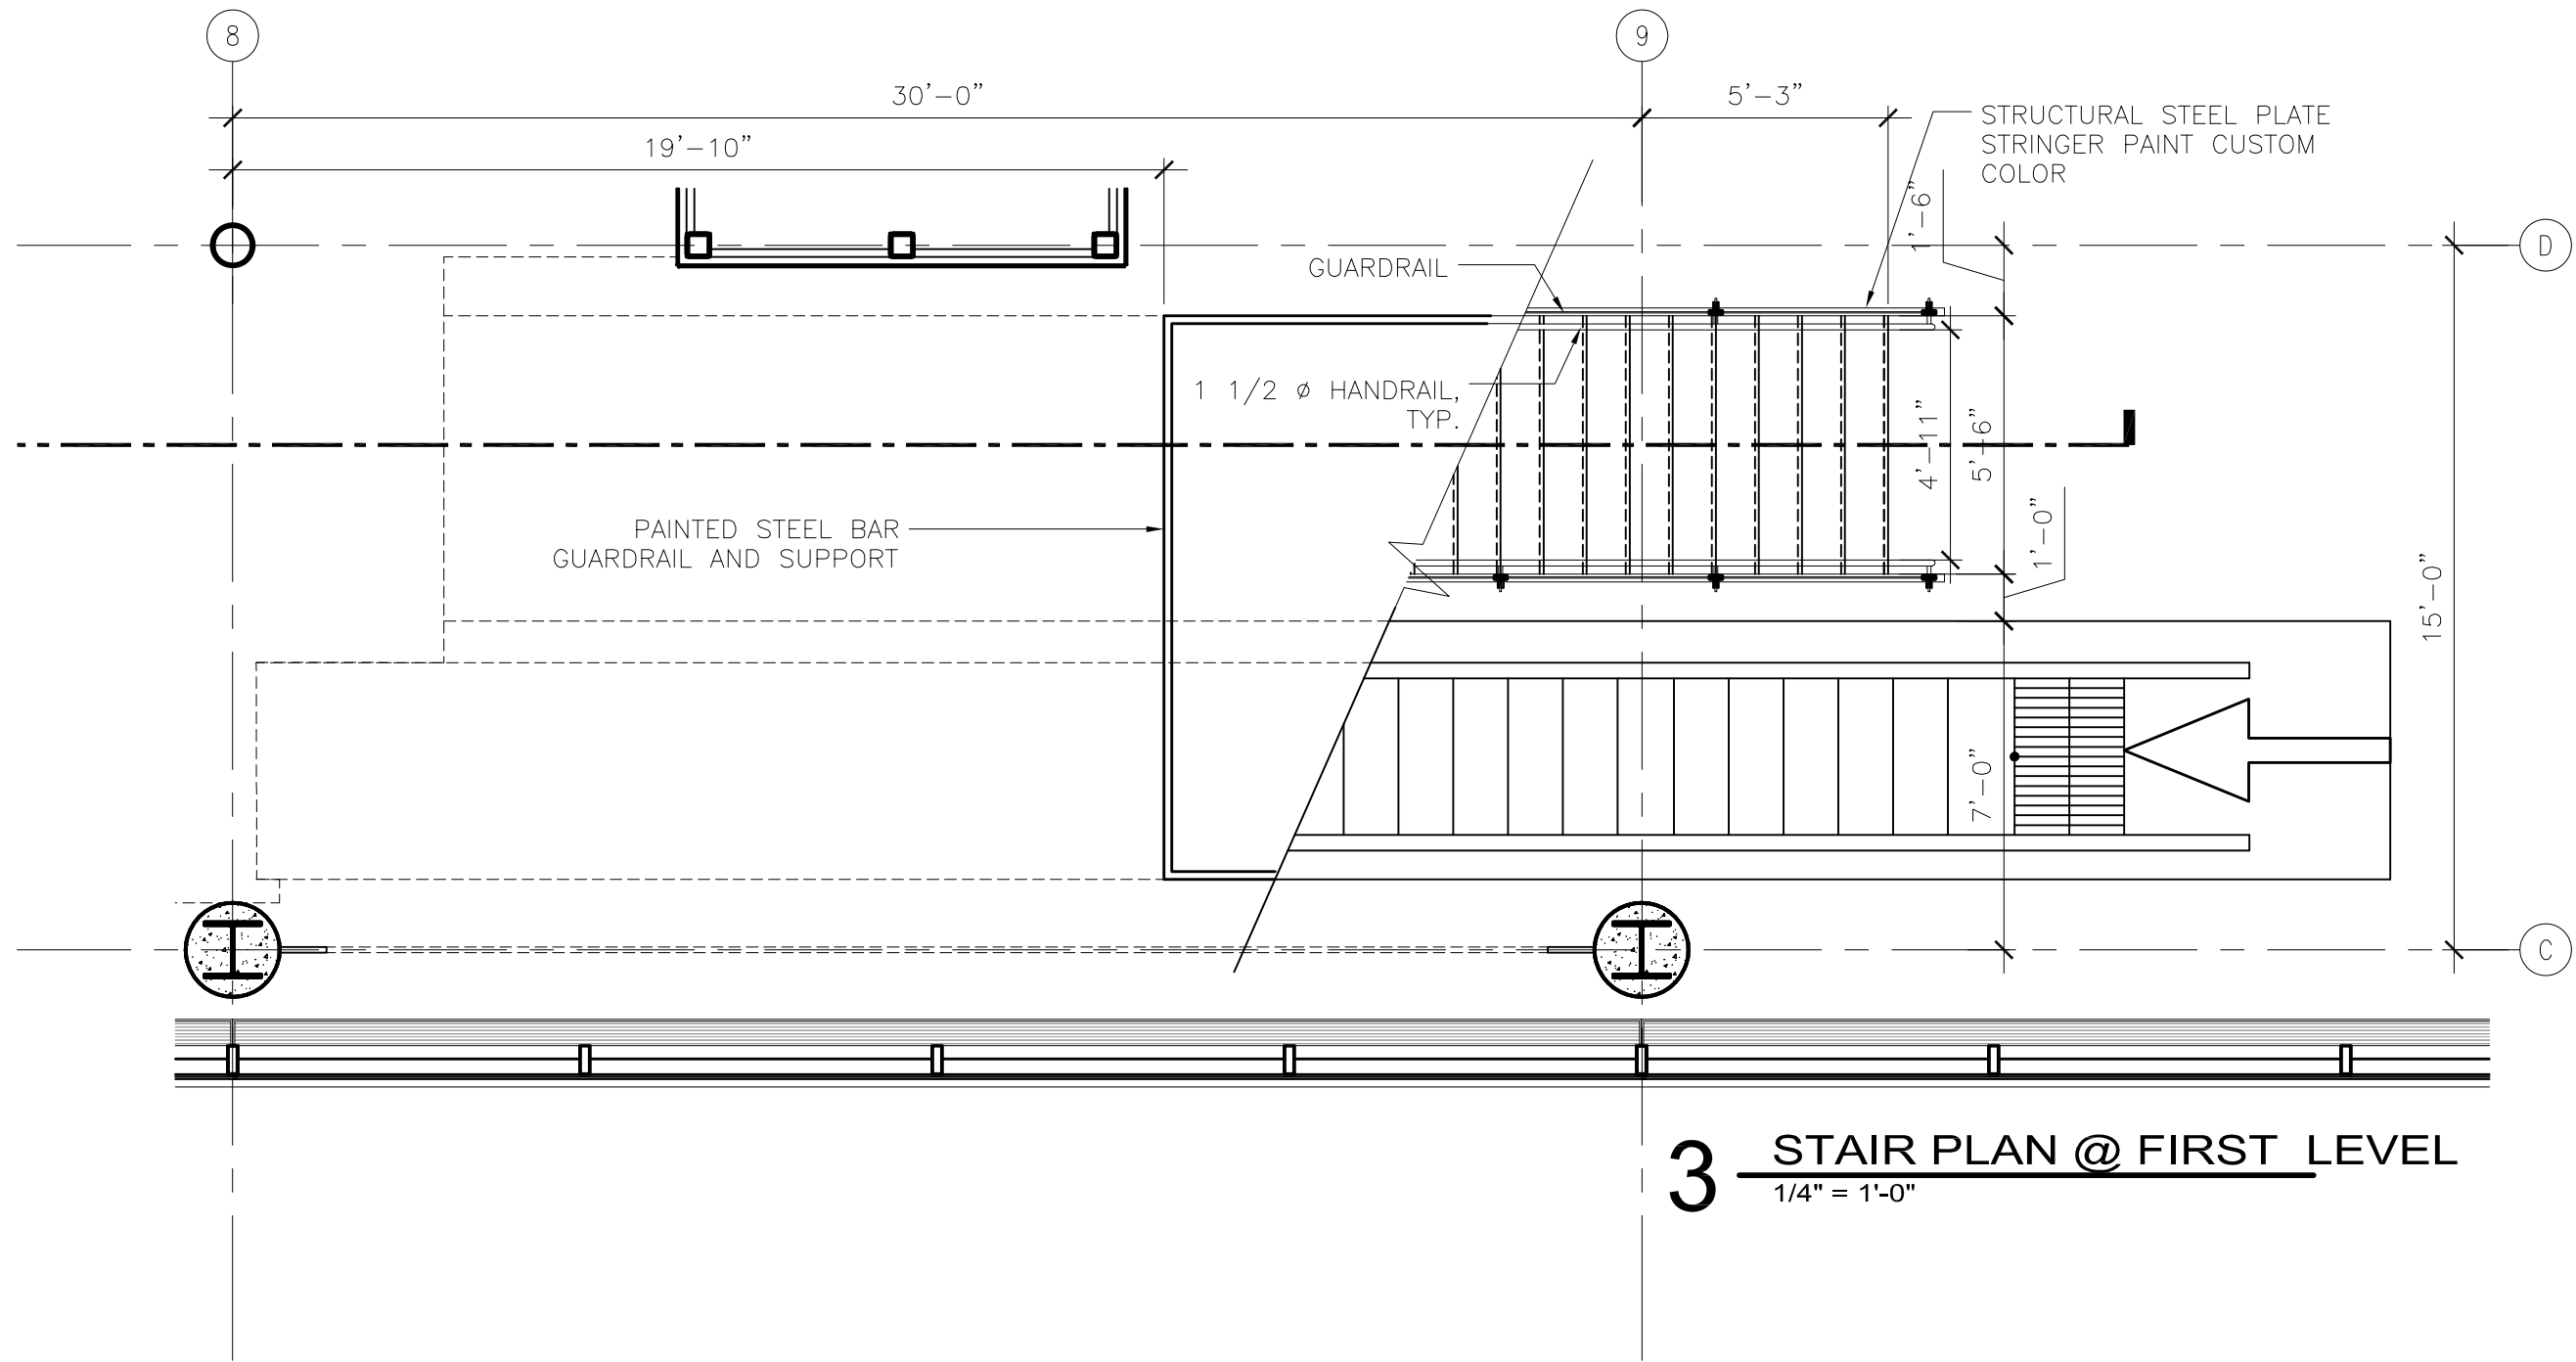 8
9
30'-0"
5'-3"
19'-10"
STRUCTURAL STEEL PLATE
STRINGER PAINT CUSTOM
COLOR
1'-6"
D
GUARDRAIL
1 1/2 ø HANDRAIL,
TYP.
4'-11"
5'-6"
1'-0"
PAINTED STEEL BAR
GUARDRAIL AND SUPPORT
15'-0"
7'-0"
C
3
STAIR PLAN @ FIRST LEVEL
1/4" = 1'-0"